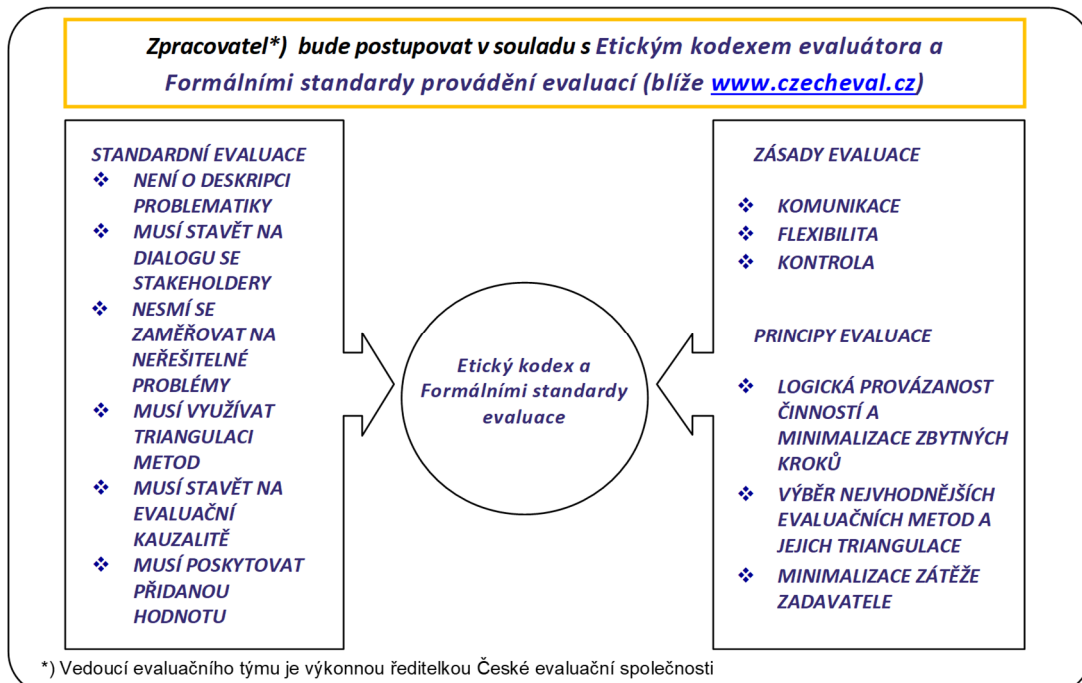 Zpracovatel*) bude postupovat v souladu s Etickým kodexem evaluátora a
Formálními standardy provádění evaluací (blíže www.czecheval.cz)
STANDARDNÍ EVALUACE
❖ NENÍ O DESKRIPCI
PROBLEMATIKY
❖ MUSÍ STAVĚT NA
DIALOGU SE
STAKEHOLDERY
❖ NESMÍ SE
ZAMĚŘOVAT NA
NEŘEŠITELNÉ
PROBLÉMY
❖ MUSÍ VYUŽÍVAT
TRIANGULACI
METOD
❖ MUSÍ STAVĚT NA
EVALUAČNÍ
KAUZALITĚ
❖ MUSÍ POSKYTOVAT
PŘIDANOU
HODNOTU
Etický kodex a
Formálními standardy
evaluace
ZÁSADY EVALUACE
❖ KOMUNIKACE
❖ FLEXIBILITA
❖ KONTROLA
PRINCIPY EVALUACE
❖ LOGICKÁ PROVÁZANOST
ČINNOSTÍ A
MINIMALIZACE ZBYTNÝCH
KROKŮ
❖ VÝBĚR NEJVHODNĚJŠÍCH
EVALUAČNÍCH METOD A
JEJICH TRIANGULACE
❖ MINIMALIZACE ZÁTĚŽE
ZADAVATELE
*) Vedoucí evaluačního týmu je výkonnou ředitelkou České evaluační společnosti